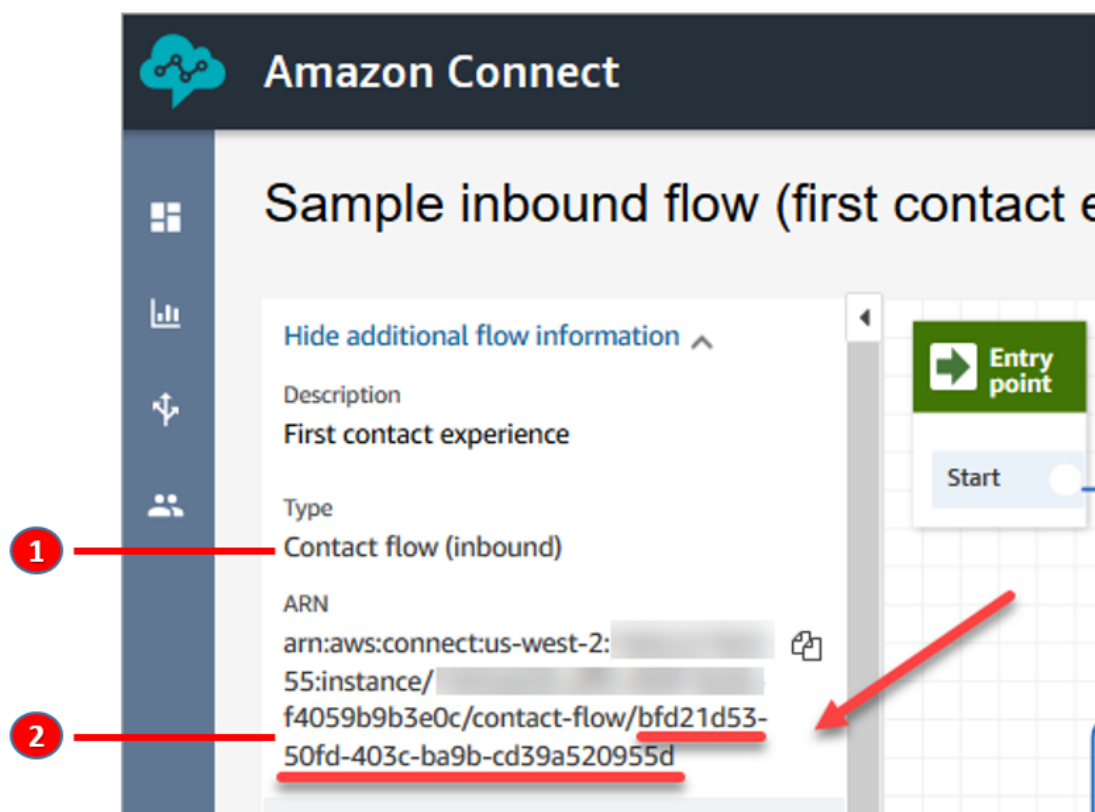 Amazon Connect
Sample inbound flow (first contact e
Hide additional flow information
Description
First contact experience
Type
Contact flow (inbound)
ARN
arn:aws:connect:us-west-2:
55:instance/
f4059b9b3e0c/contact-flow/bfd21d53-
50fd-403c-ba9b-cd39a520955d
1
2
Entry
point
Start